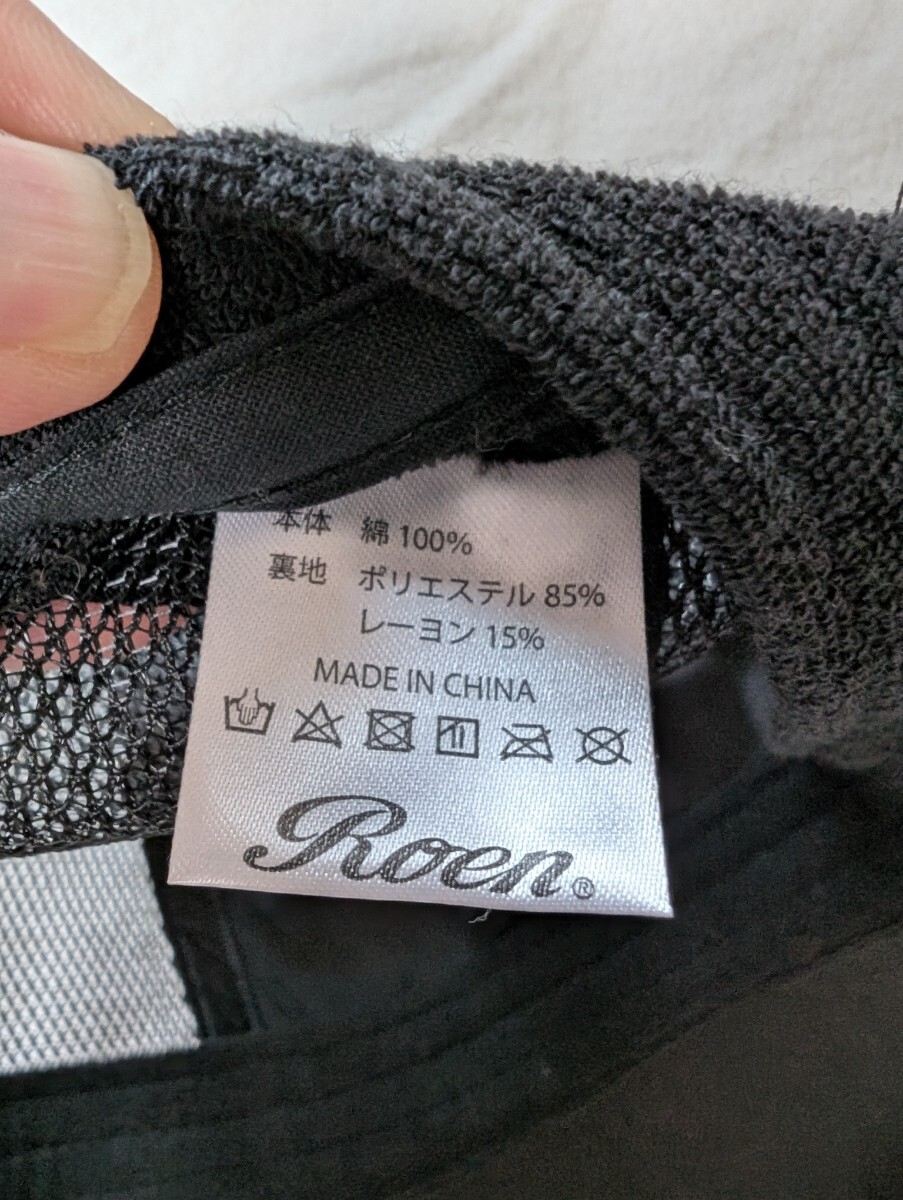 本体 綿 100%
裏地 ポリエステル 85%
レーヨン 15%
MADE IN CHINA
Roen®